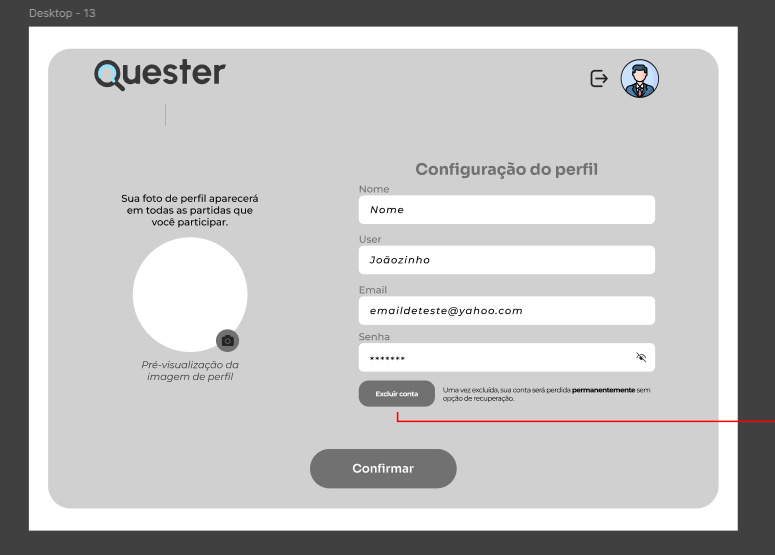 Desktop - 13
Quester
Configuração do perfil
Sua foto de perfil aparecerá
em todas as partidas que
você participar.
Pré-visualização da
imagem de perfil
Nome
Nome
User
Joãozinho
Email
emaildeteste@yahoo.com
Senha
*******
Excluir conta
Uma vez excluída, sua conta será perdida permanentemente sem
opção de recuperação.
Confirmar